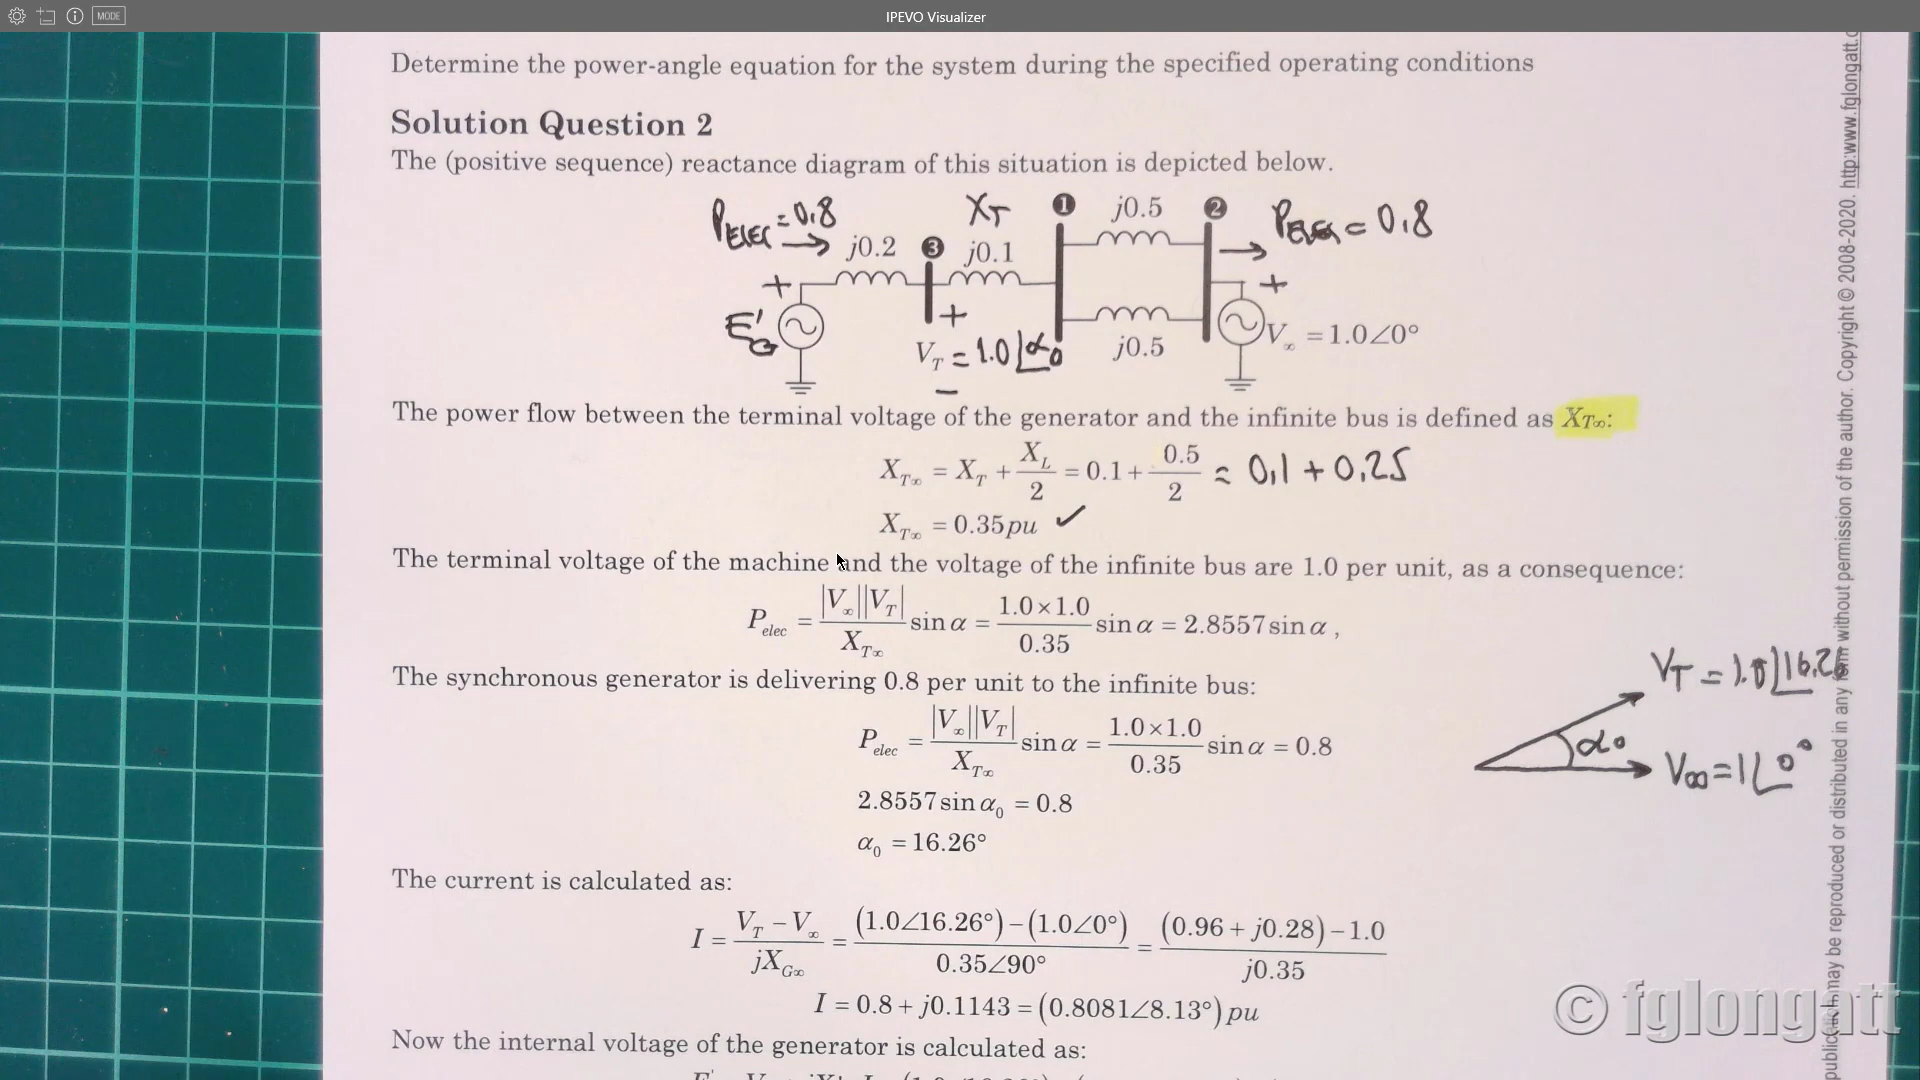 MODE
IPEVO Visualizer
Determine the power-angle equation for the system during the specified operating conditions
Solution Question 2
The (positive sequence) reactance diagram of this situation is depicted below.
PELEC = 0.8
XT
❶
j0.5
❷
= 0.8
j0.2
❸
j0.1
+
+
E'G
+
VT = 1.0∠α0
−
j0.5
V∞ = 1.0∠0°
The power flow between the terminal voltage of the generator and the infinite bus is defined as XT∞:
XT∞ = XT + XL/2 = 0.1 + 0.5/2 = 0.1 + 0.25
XT∞ = 0.35pu ✓
The terminal voltage of the machine and the voltage of the infinite bus are 1.0 per unit, as a consequence:
Pelec = |V∞||VT|/XT∞ sin α = 1.0×1.0/0.35 sin α = 2.8557 sin α ,
The synchronous generator is delivering 0.8 per unit to the infinite bus:
Pelec = |V∞||VT|/XT∞ sin α = 1.0×1.0/0.35 sin α = 0.8
2.8557 sin α0 = 0.8
α0 = 16.26°
VT = 1.0∠16.26
α0
V∞ = 1∠0°
The current is calculated as:
I = (VT − V∞)/jXG∞ = ((1.0∠16.26°) − (1.0∠0°))/0.35∠90° = ((0.96 + j0.28) − 1.0)/j0.35
I = 0.8 + j0.1143 = (0.8081∠8.13°) pu
Now the internal voltage of the generator is calculated as:
may be reproduced or distributed in any form without permission of the author. Copyright © 2008-2020. http:www.fglongatt.
© fglongatt